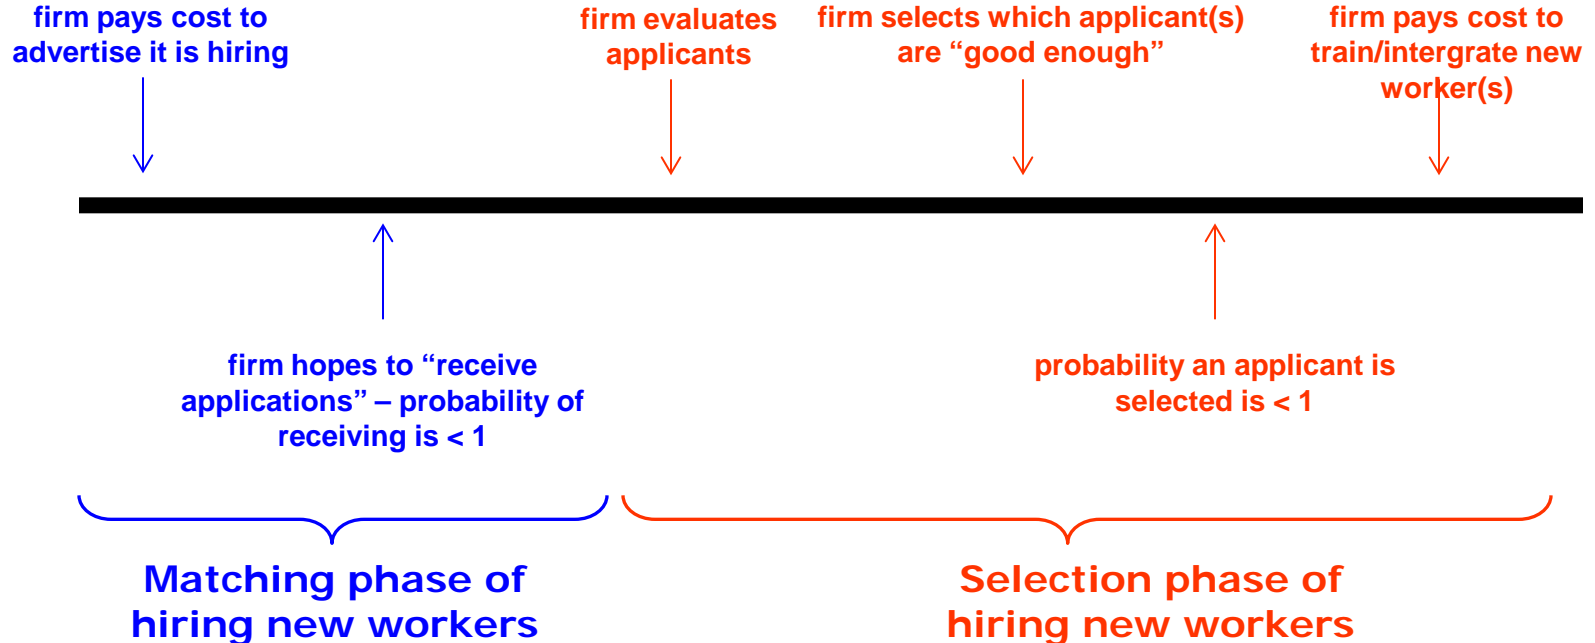 firm pays cost to
advertise it is hiring
firm evaluates
applicants
firm selects which applicant(s)
are “good enough”
firm pays cost to
train/intergrate new
worker(s)
firm hopes to “receive
applications” – probability of
receiving is < 1
probability an applicant is
selected is < 1
Matching phase of
hiring new workers
Selection phase of
hiring new workers